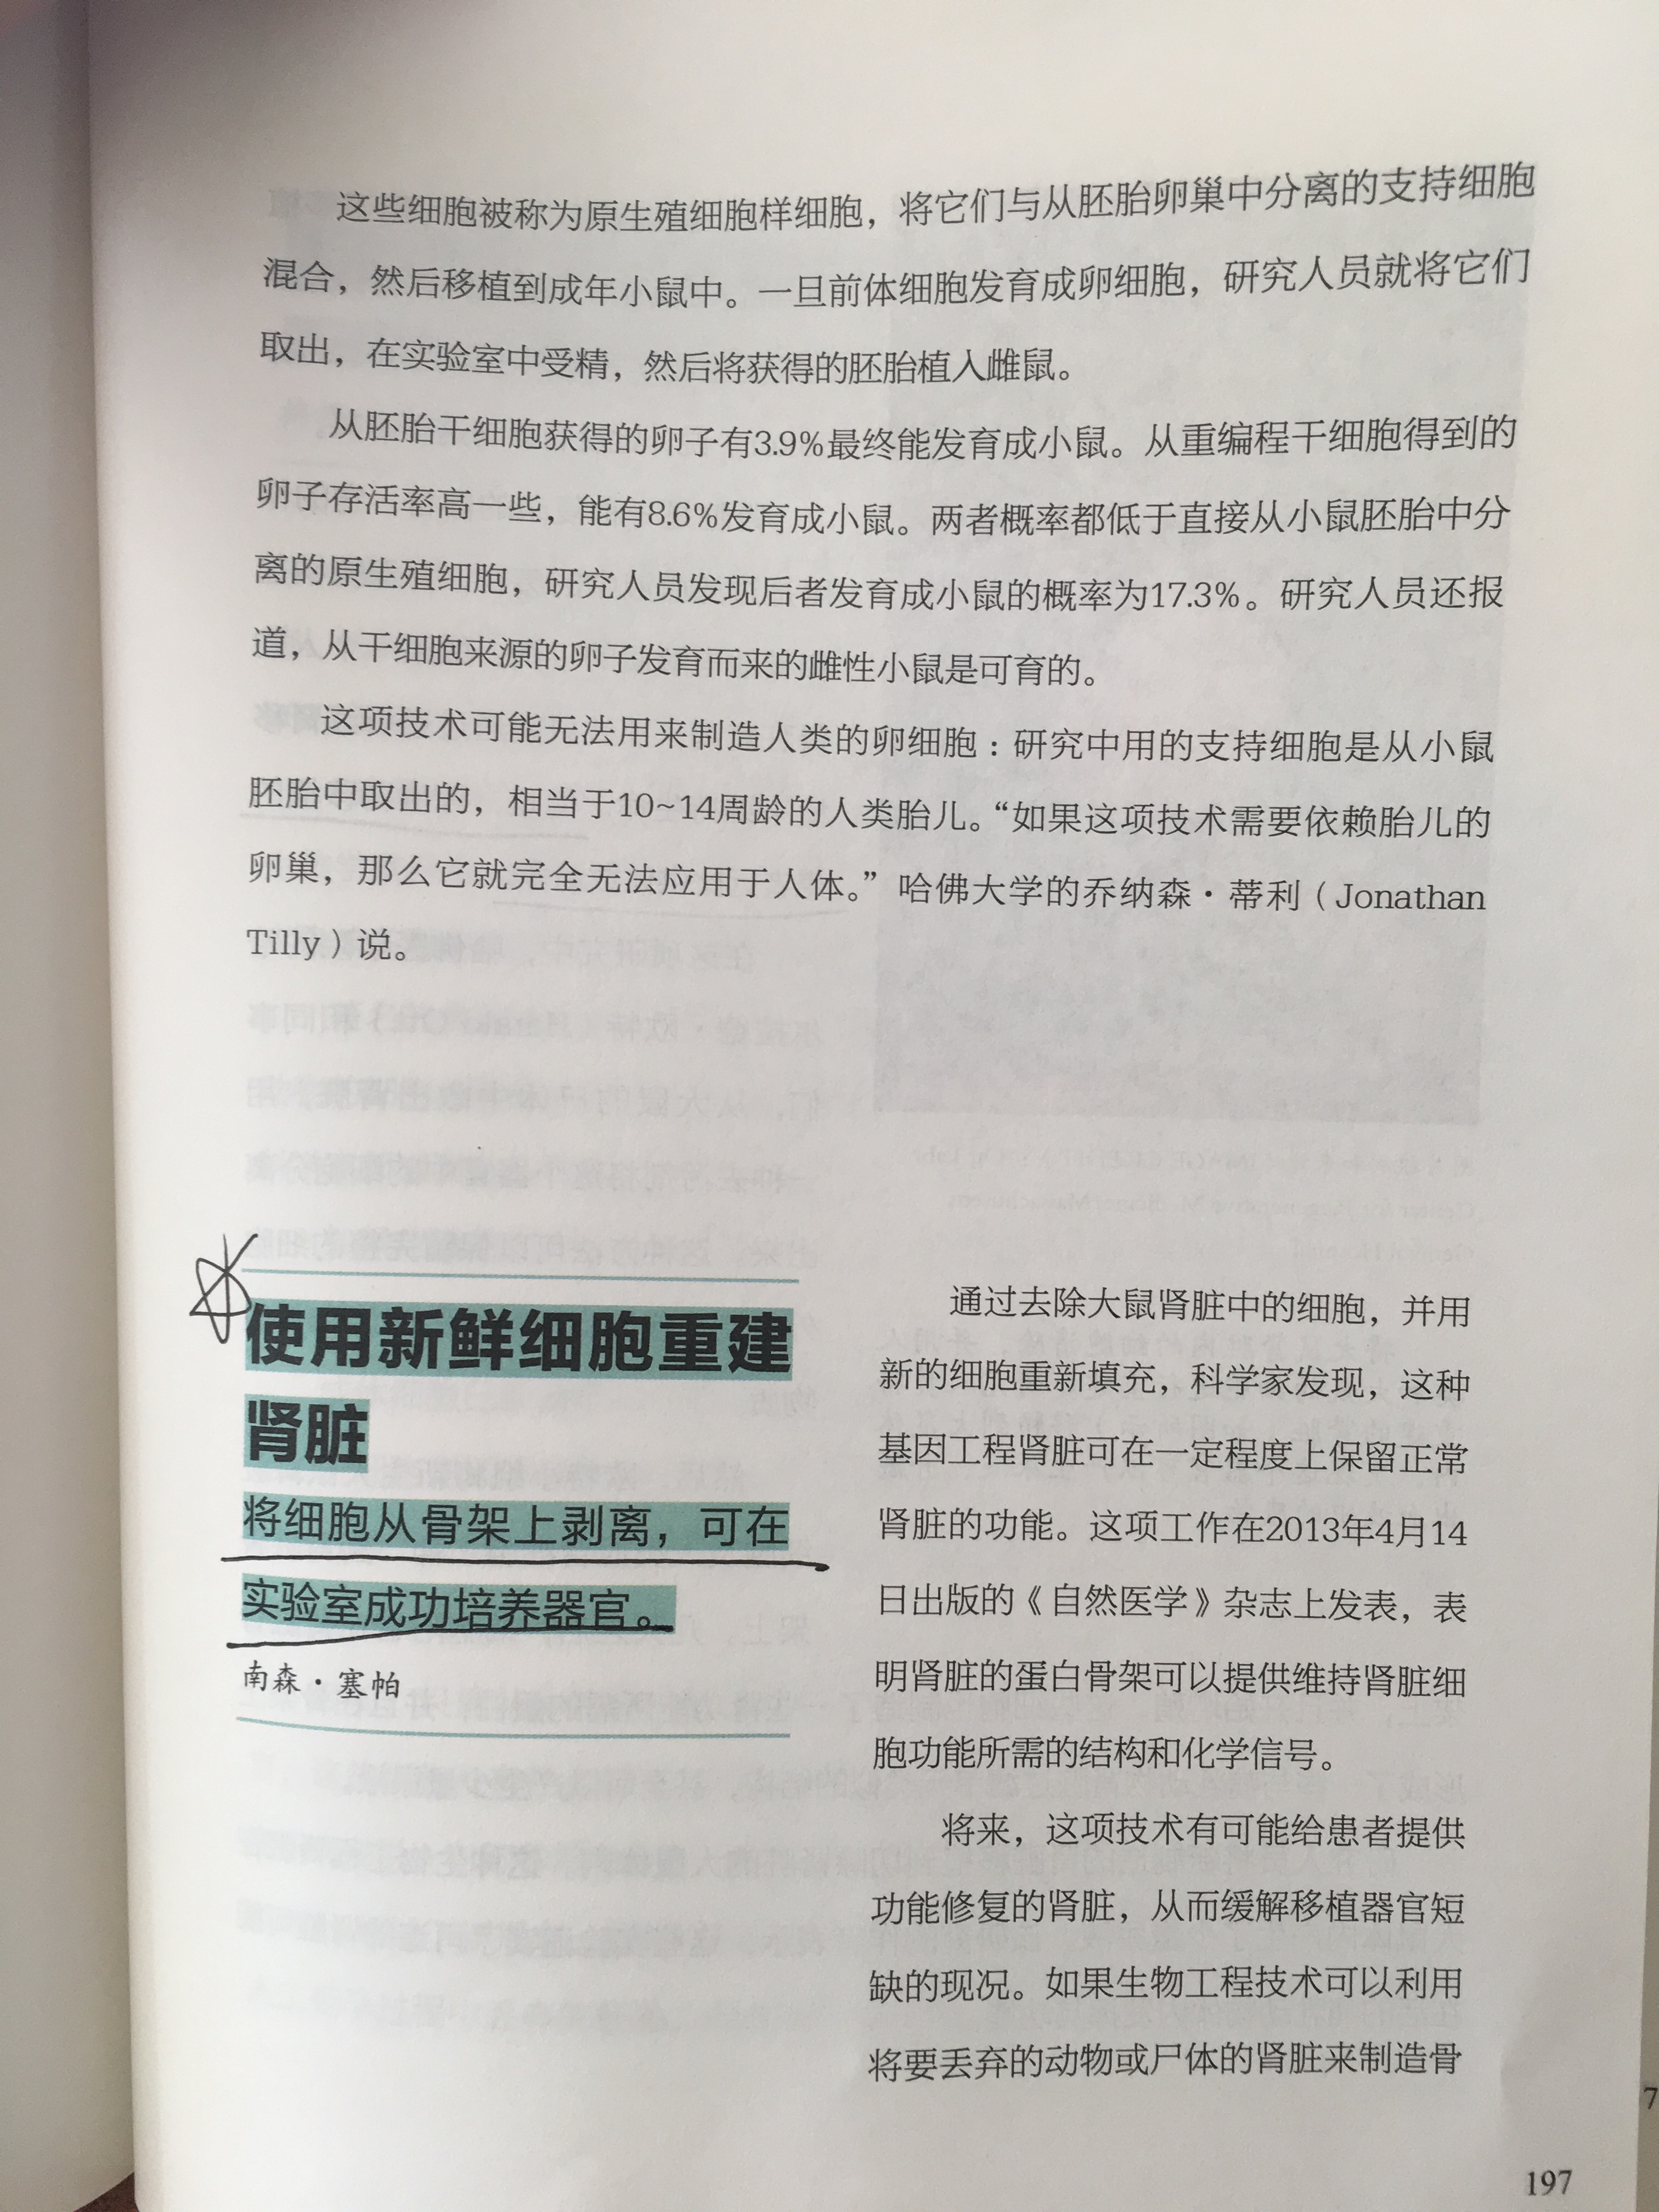 这些细胞被称为原生殖细胞样细胞，将它们与从胚胎卵巢中分离的支持细胞
混合，然后移植到成年小鼠中。一旦前体细胞发育成卵细胞，研究人员就将它们
取出，在实验室中受精，然后将获得的胚胎植入雌鼠。
从胚胎干细胞获得的卵子有3.9%最终能发育成小鼠。从重编程干细胞得到的
卵子存活率高一些，能有8.6%发育成小鼠。两者概率都低于直接从小鼠胚胎中分
离的原生殖细胞，研究人员发现后者发育成小鼠的概率为17.3%。研究人员还报
道，从干细胞来源的卵子发育而来的雌性小鼠是可育的。
这项技术可能无法用来制造人类的卵细胞：研究中用的支持细胞是从小鼠
胚胎中取出的，相当于10~14周龄的人类胎儿。“如果这项技术需要依赖胎儿的
卵巢，那么它就完全无法应用于人体。”哈佛大学的乔纳森·蒂利（Jonathan
Tilly）说。
使用新鲜细胞重建
肾脏
将细胞从骨架上剥离，可在
实验室成功培养器官。
南森·塞帕
通过去除大鼠肾脏中的细胞，并用
新的细胞重新填充，科学家发现，这种
基因工程肾脏可在一定程度上保留正常
肾脏的功能。这项工作在2013年4月14
日出版的《自然医学》杂志上发表，表
明肾脏的蛋白骨架可以提供维持肾脏细
胞功能所需的结构和化学信号。
将来，这项技术有可能给患者提供
功能修复的肾脏，从而缓解移植器官短
缺的现况。如果生物工程技术可以利用
将要丢弃的动物或尸体的肾脏来制造骨
197
7